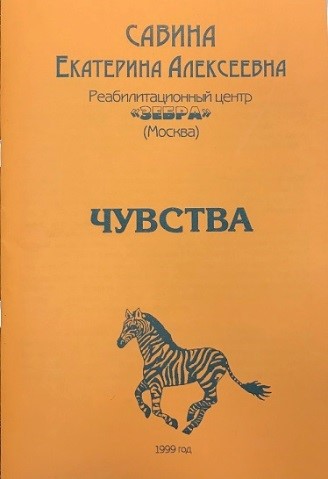 САВИНА
ЕКАТЕРИНА АЛЕКСЕЕВНА
Реабилитационный центр
«ЗЕБРА»
(Москва)
ЧУВСТВА
1999 год